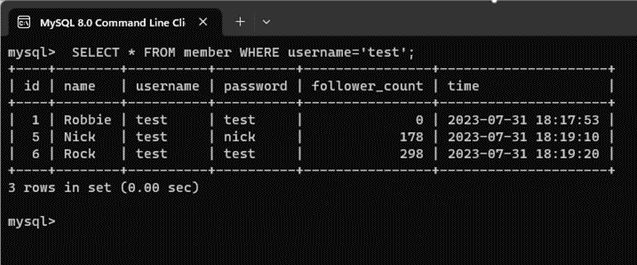 MySQL 8.0 Command Line Cli
mysql>  SELECT * FROM member WHERE username='test';
+----+--------+----------+----------+----------------+---------------------+
| id | name   | username | password | follower_count | time                |
+----+--------+----------+----------+----------------+---------------------+
|  1 | Robbie | test     | test     |              0 | 2023-07-31 18:17:53 |
|  5 | Nick   | test     | nick     |            178 | 2023-07-31 18:19:10 |
|  6 | Rock   | test     | test     |            298 | 2023-07-31 18:19:20 |
+----+--------+----------+----------+----------------+---------------------+
3 rows in set (0.00 sec)
mysql>